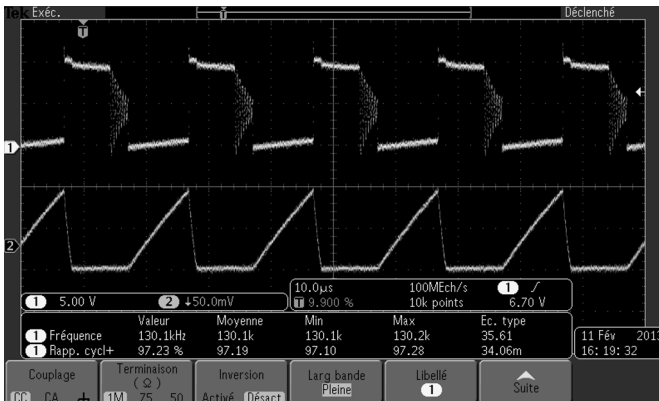 Tek Exéc. Déclenché
T
1
2
1 5.00 V 2 ↓50.0mV
10.0µs 100MEch/s 1
T 9.900 % 10k points 6.70 V
Valeur Moyenne Min Max Ec. type
1 Fréquence 130.1kHz 130.1k 130.1k 130.2k 35.61
1 Rapp. cycl+ 97.23 % 97.19 97.10 97.28 34.06m
11 Fév 2013
16:19:32
Couplage
CC CA
Terminaison
(Ω)
1M 75 50
Inversion
Activé Désact
Larg bande
Pleine
Libellé
1
Suite